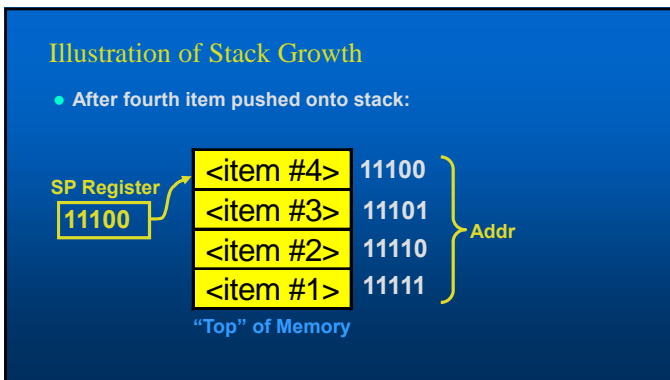 Illustration of Stack Growth
● After fourth item pushed onto stack:
SP Register
11100
<item #4> 11100
<item #3> 11101
<item #2> 11110
<item #1> 11111
Addr
“Top” of Memory